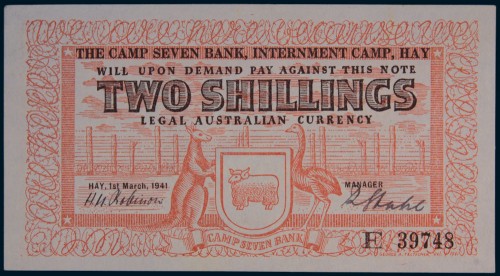 THE CAMP SEVEN BANK, INTERNMENT CAMP, HAY
WILL UPON DEMAND PAY AGAINST THIS NOTE
TWO SHILLINGS
LEGAL AUSTRALIAN CURRENCY
HAY, 1st March, 1941
MANAGER
H. Robinow
CAMP SEVEN BANK
E 39748